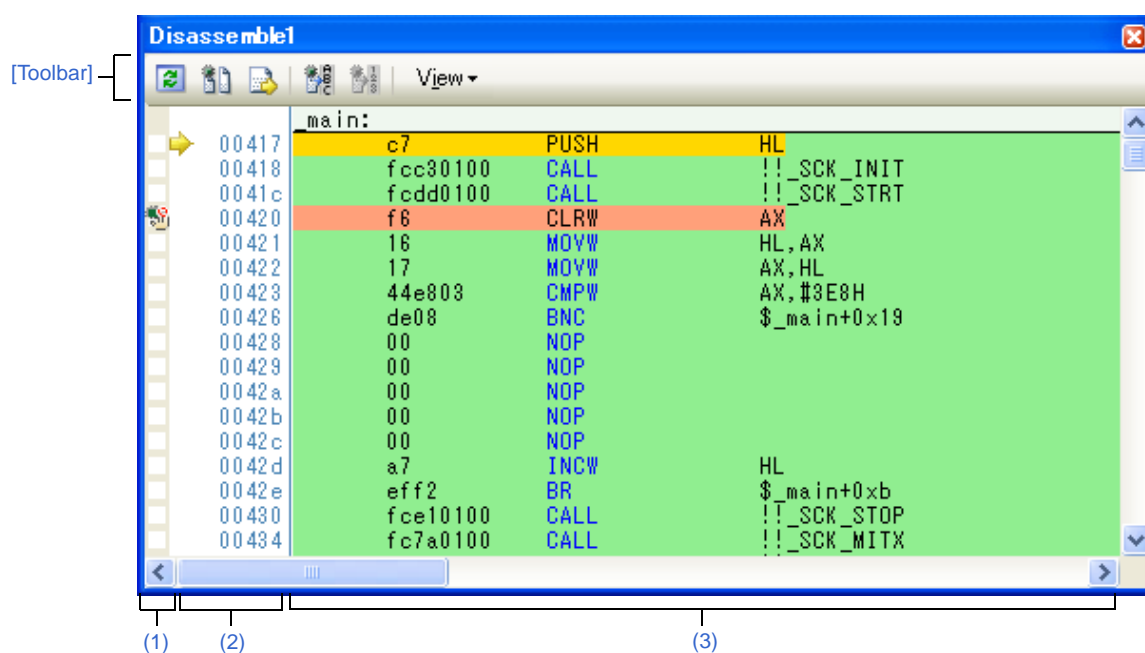 Disassemble1
[Toolbar]
View
_main:
00417 c7 PUSH HL
00418 fcc30100 CALL !!_SCK_INIT
0041c fcdd0100 CALL !!_SCK_STRT
00420 f6 CLRW AX
00421 16 MOVW HL,AX
00422 17 MOVW AX,HL
00423 44e803 CMPW AX,#3E8H
00426 de08 BNC $_main+0x19
00428 00 NOP
00429 00 NOP
0042a 00 NOP
0042b 00 NOP
0042c 00 NOP
0042d a7 INCW HL
0042e eff2 BR $_main+0xb
00430 fce10100 CALL !!_SCK_STOP
00434 fc7a0100 CALL !!_SCK_MITX
(1) (2) (3)